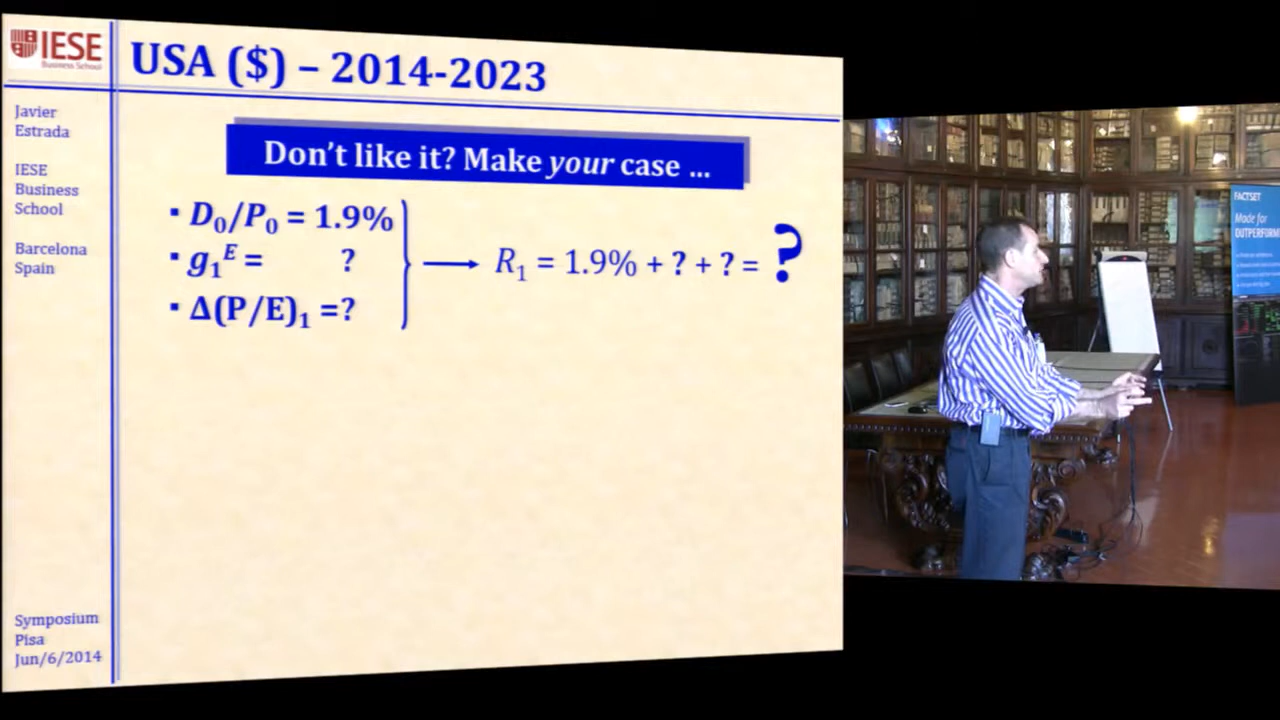 IESE
Business School
USA ($) – 2014-2023
Javier
Estrada
IESE
Business
School
Barcelona
Spain
Don't like it? Make your case ...
▪ D₀/P₀ = 1.9%
▪ g₁ᴱ = ?
▪ Δ(P/E)₁ =?
R₁ = 1.9% + ? + ? = ?
Symposium
Pisa
Jun/6/2014
FACTSET
Made for
OUTPERFORM